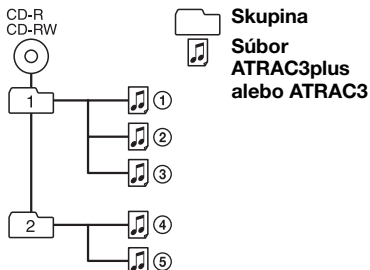 CD-R
CD-RW
Skupina
Súbor
ATRAC3plus
alebo ATRAC3
1
①
②
③
2
④
⑤